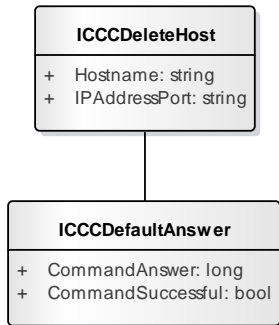 ICCCDeleteHost
+ Hostname: string
+ IPAddressPort: string
ICCCDefaultAnswer
+ CommandAnswer: long
+ CommandSuccessful: bool